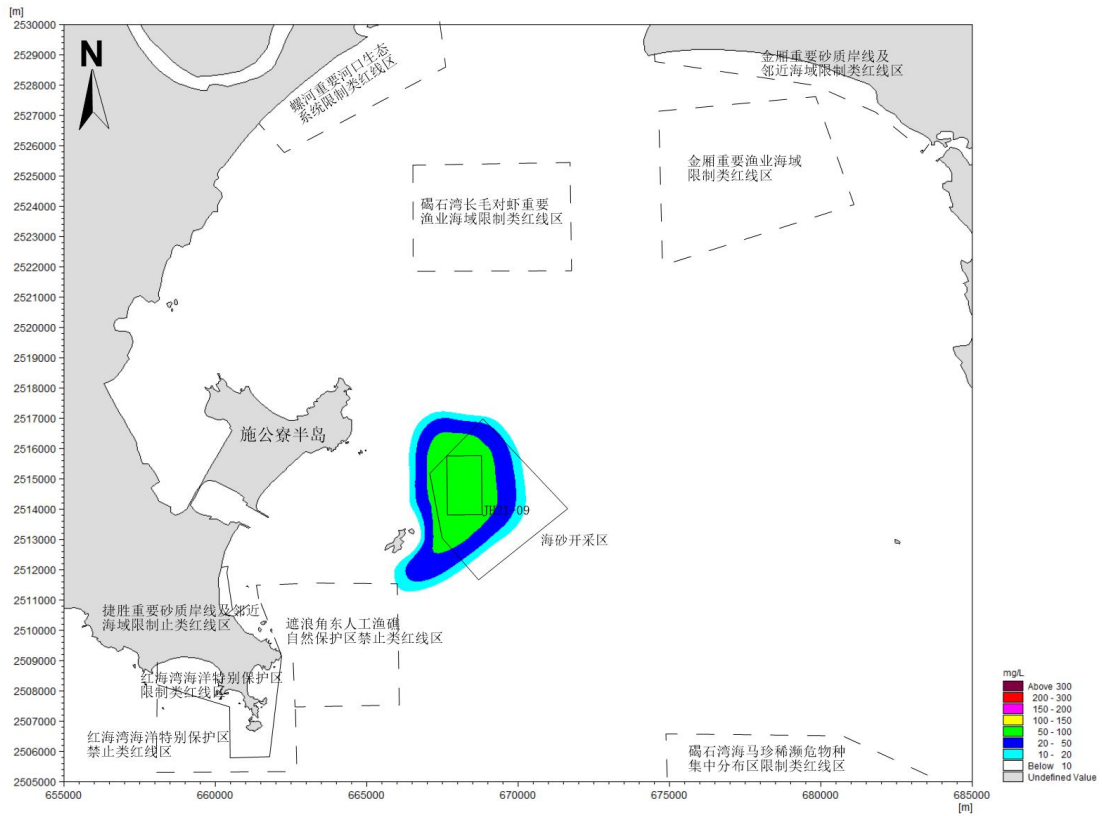 [m]
2530000
2529000
2528000
2527000
2526000
2525000
2524000
2523000
2522000
2521000
2520000
2519000
2518000
2517000
2516000
2515000
2514000
2513000
2512000
2511000
2510000
2509000
2508000
2507000
2506000
2505000
N
螺河重要河口生态
系统限制类红线区
金厢重要砂质岸线及
邻近海域限制类红线区
金厢重要渔业海域
限制类红线区
碣石湾长毛对虾重要
渔业海域限制类红线区
施公寮半岛
海砂开采区
捷胜重要砂质岸线及邻近
海域限制止类红线区
遮浪角东人工渔礁
自然保护区禁止类红线区
红海湾海洋特别保护区
限制类红线区
红海湾海洋特别保护区
禁止类红线区
碣石湾海马珍稀濒危物种
集中分布区限制类红线区
655000
660000
665000
670000
675000
680000
685000
[m]
mg/L
Above 300
200 - 300
150 - 200
100 - 150
50 - 100
20 - 50
10 - 20
Below 10
Undefined Value